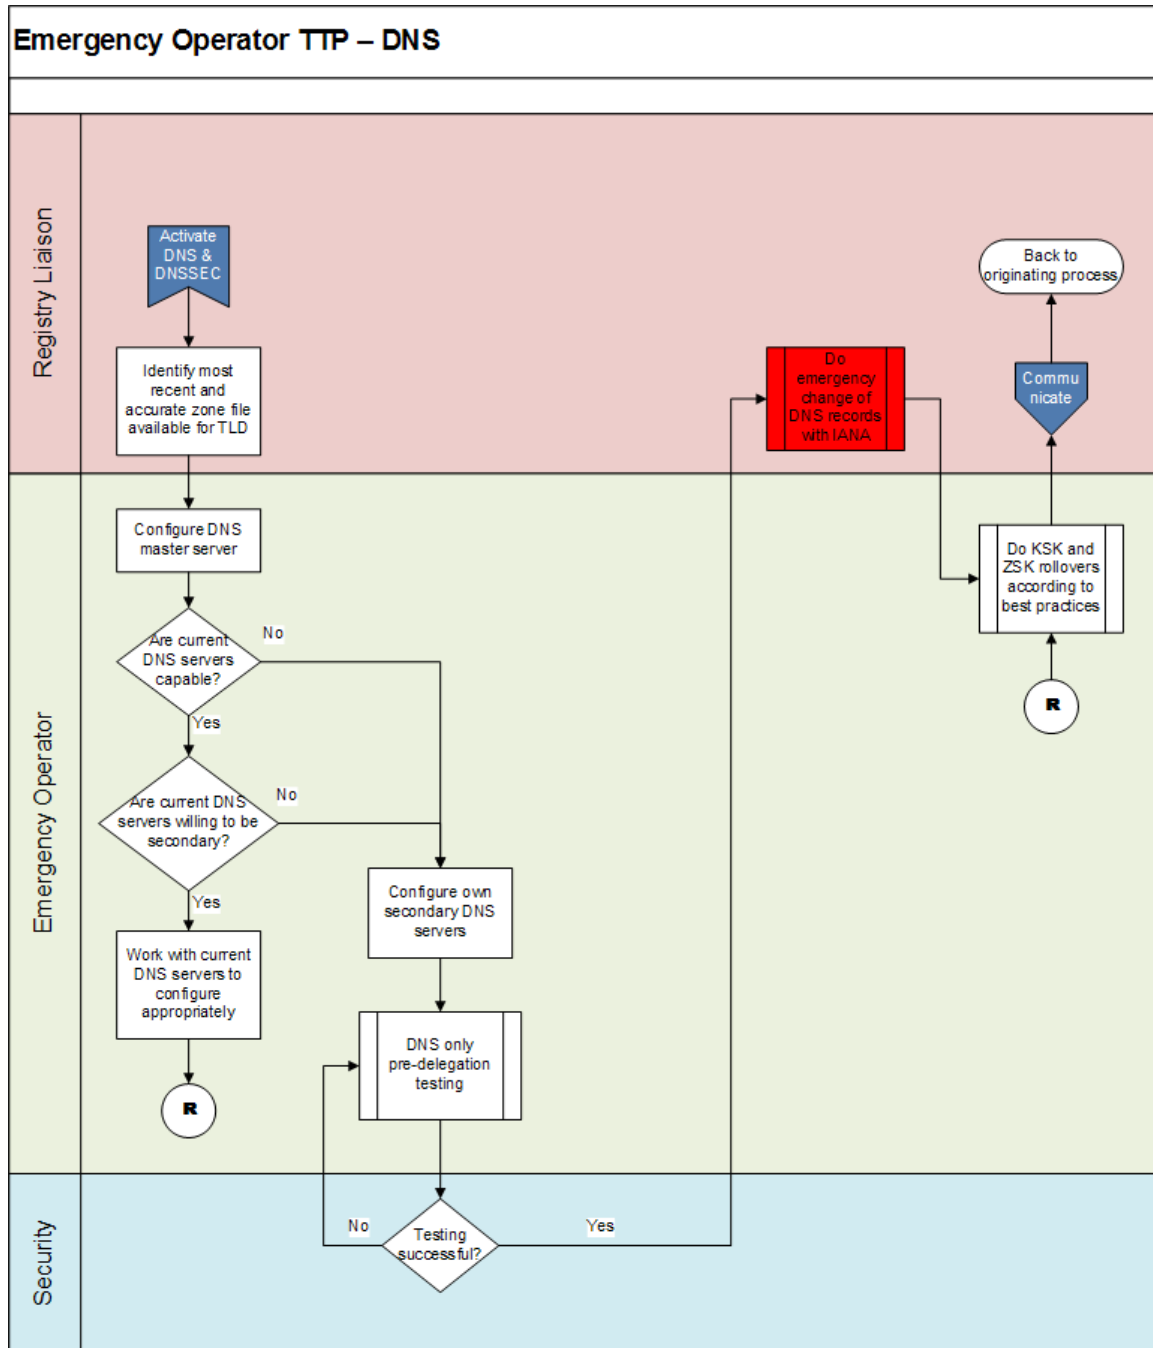 Emergency Operator TTP – DNS
Registry Liaison
Activate
DNS &
DNSSEC
Identify most
recent and
accurate zone file
available for TLD
Do
emergency
change of
DNS records
with IANA
Back to
originating process
Commu
nicate
Emergency Operator
Configure DNS
master server
Are current
DNS servers
capable?
No
Yes
Are current DNS
servers willing to be
secondary?
No
Yes
Work with current
DNS servers to
configure
appropriately
R
Configure own
secondary DNS
servers
DNS only
pre-delegation
testing
Do KSK and
ZSK rollovers
according to
best practices
R
Security
Testing
successful?
No
Yes